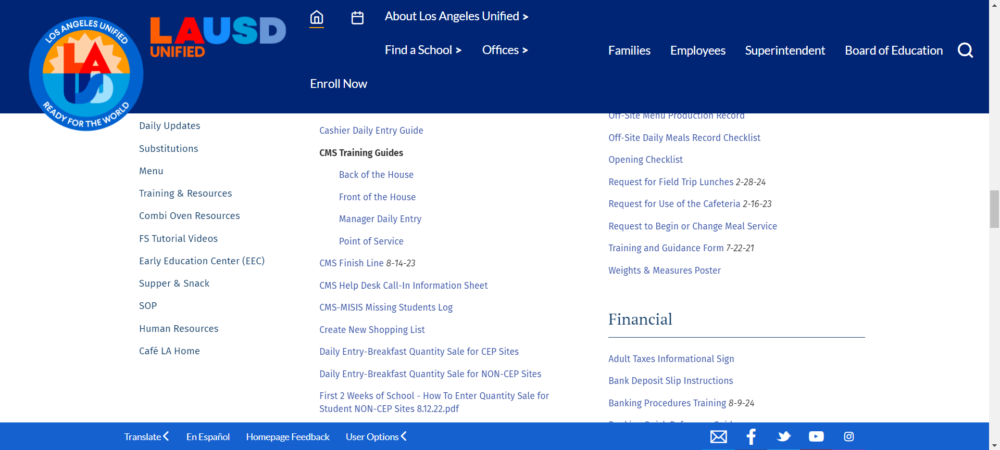 LOS ANGELES UNIFIED
LAUSD
READY FOR THE WORLD
LAUSD
UNIFIED
About Los Angeles Unified >
Find a School >
Offices >
Enroll Now
Families
Employees
Superintendent
Board of Education
Daily Updates
Substitutions
Menu
Training & Resources
Combi Oven Resources
FS Tutorial Videos
Early Education Center (EEC)
Supper & Snack
SOP
Human Resources
Café LA Home
Cashier Daily Entry Guide
CMS Training Guides
Back of the House
Front of the House
Manager Daily Entry
Point of Service
CMS Finish Line 8-14-23
CMS Help Desk Call-In Information Sheet
CMS-MISIS Missing Students Log
Create New Shopping List
Daily Entry-Breakfast Quantity Sale for CEP Sites
Daily Entry-Breakfast Quantity Sale for NON-CEP Sites
First 2 Weeks of School - How To Enter Quantity Sale for
Student NON-CEP Sites 8.12.22.pdf
Off-Site Menu Production Record
Off-Site Daily Meals Record Checklist
Opening Checklist
Request for Field Trip Lunches 2-28-24
Request for Use of the Cafeteria 2-16-23
Request to Begin or Change Meal Service
Training and Guidance Form 7-22-21
Weights & Measures Poster
Financial
Adult Taxes Informational Sign
Bank Deposit Slip Instructions
Banking Procedures Training 8-9-24
Translate
En Español
Homepage Feedback
User Options